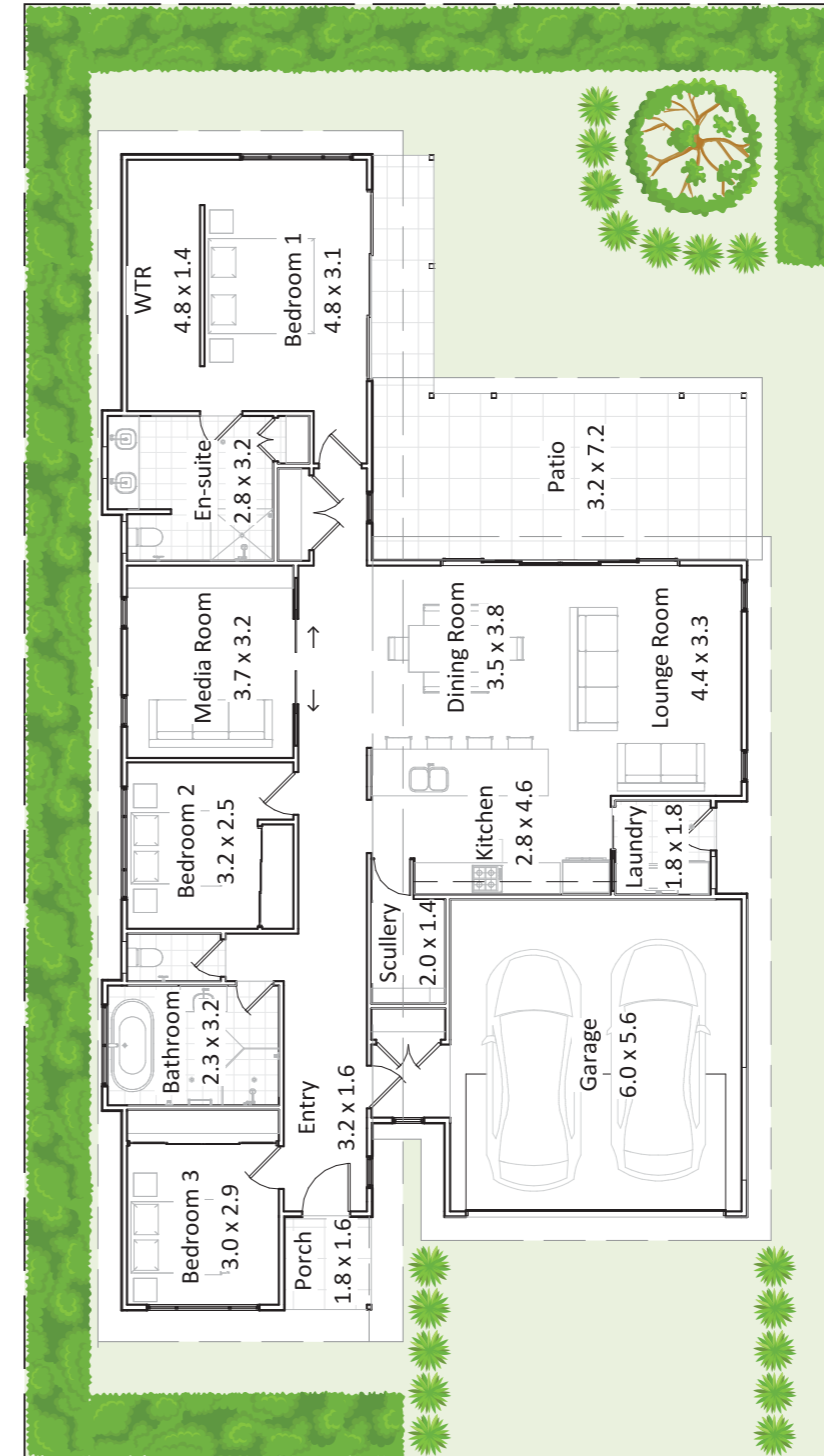 WTR
4.8 x 1.4
Bedroom 1
4.8 x 3.1
En-suite
2.8 x 3.2
Patio
3.2 x 7.2
Media Room
3.7 x 3.2
Dining Room
3.5 x 3.8
Lounge Room
4.4 x 3.3
Bedroom 2
3.2 x 2.5
Kitchen
2.8 x 4.6
Laundry
1.8 x 1.8
Scullery
2.0 x 1.4
Bathroom
2.3 x 3.2
Entry
3.2 x 1.6
Garage
6.0 x 5.6
Bedroom 3
3.0 x 2.9
Porch
1.8 x 1.6